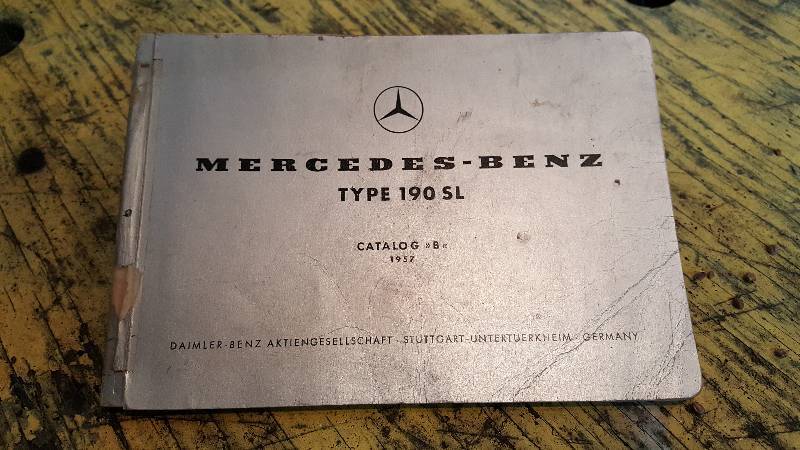 MERCEDES-BENZ
TYPE 190 SL
CATALOG »B«
1957
DAIMLER-BENZ AKTIENGESELLSCHAFT · STUTTGART-UNTERTUERKHEIM · GERMANY